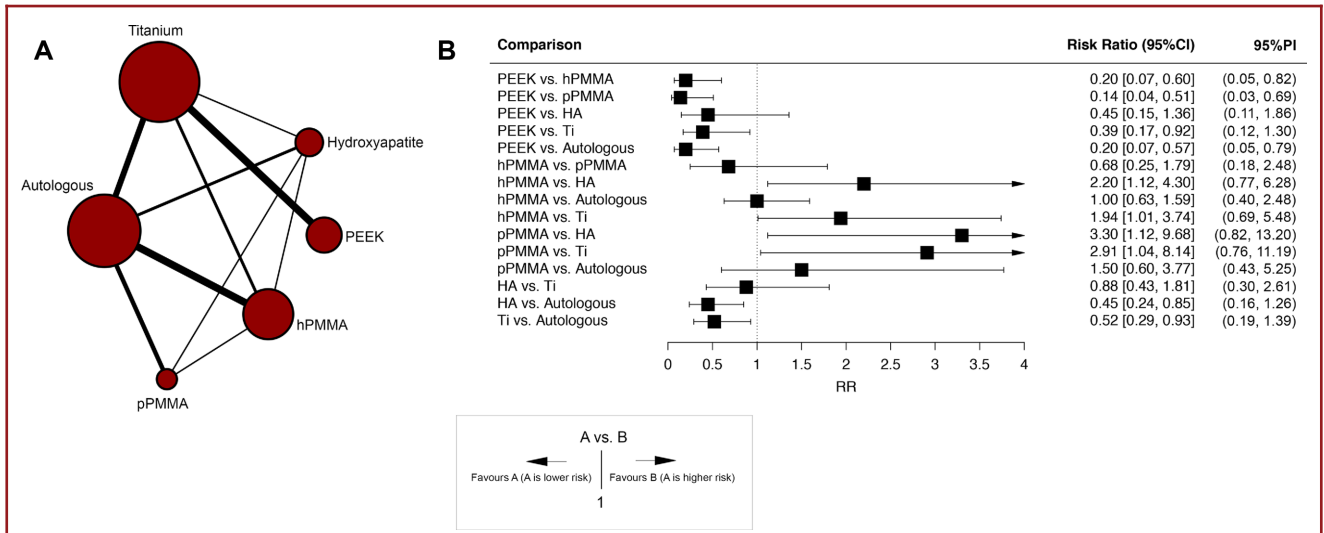 A
Titanium
Hydroxyapatite
Autologous
PEEK
hPMMA
pPMMA
B
Comparison Risk Ratio (95%CI) 95%PI
PEEK vs. hPMMA 0.20 [0.07, 0.60] (0.05, 0.82)
PEEK vs. pPMMA 0.14 [0.04, 0.51] (0.03, 0.69)
PEEK vs. HA 0.45 [0.15, 1.36] (0.11, 1.86)
PEEK vs. Ti 0.39 [0.17, 0.92] (0.12, 1.30)
PEEK vs. Autologous 0.20 [0.07, 0.57] (0.05, 0.79)
hPMMA vs. pPMMA 0.68 [0.25, 1.79] (0.18, 2.48)
hPMMA vs. HA 2.20 [1.12, 4.30] (0.77, 6.28)
hPMMA vs. Autologous 1.00 [0.63, 1.59] (0.40, 2.48)
hPMMA vs. Ti 1.94 [1.01, 3.74] (0.69, 5.48)
pPMMA vs. HA 3.30 [1.12, 9.68] (0.82, 13.20)
pPMMA vs. Ti 2.91 [1.04, 8.14] (0.76, 11.19)
pPMMA vs. Autologous 1.50 [0.60, 3.77] (0.43, 5.25)
HA vs. Ti 0.88 [0.43, 1.81] (0.30, 2.61)
HA vs. Autologous 0.45 [0.24, 0.85] (0.16, 1.26)
Ti vs. Autologous 0.52 [0.29, 0.93] (0.19, 1.39)
0 0.5 1 1.5 2 2.5 3 3.5 4
RR
A vs. B
Favours A (A is lower risk) Favours B (A is higher risk)
1